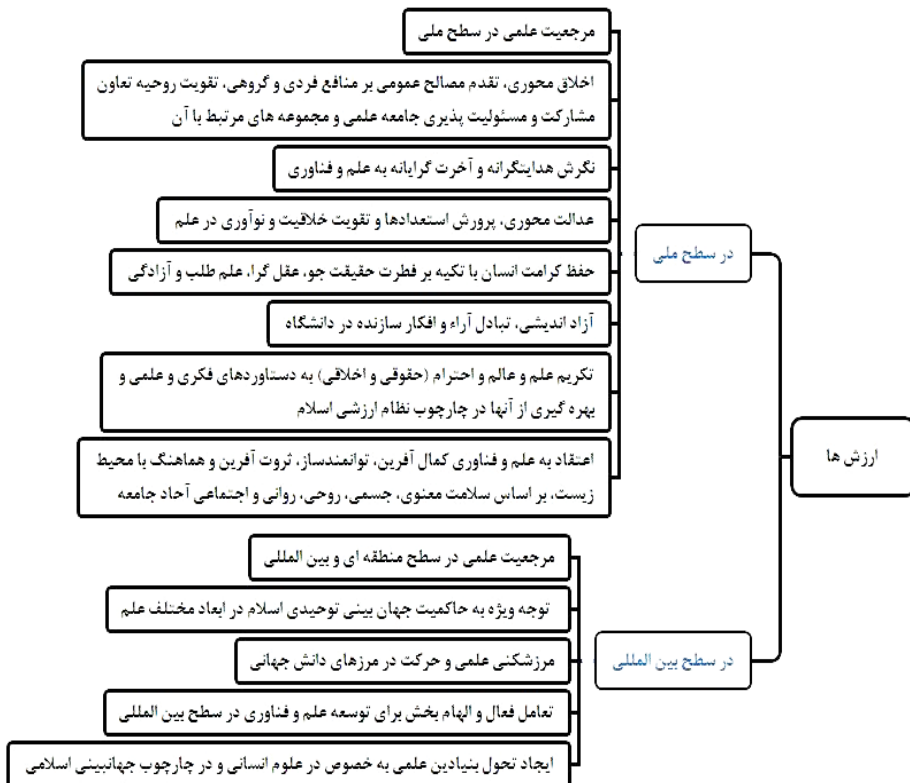 ارزش ها
در سطح ملی
مرجعیت علمی در سطح ملی
اخلاق محوری، تقدم مصالح عمومی بر منافع فردی و گروهی، تقویت روحیه تعاون
مشارکت و مسئولیت پذیری جامعه علمی و مجموعه های مرتبط با آن
نگرش هدایتگرانه و آخرت گرایانه به علم و فناوری
عدالت محوری، پرورش استعدادها و تقویت خلاقیت و نوآوری در علم
حفظ کرامت انسان با تکیه بر فطرت حقیقت جو، عقل گرا، علم طلب و آزادگی
آزاد اندیشی، تبادل آراء و افکار سازنده در دانشگاه
تکریم علم و عالم و احترام (حقوقی و اخلاقی) به دستاوردهای فکری و علمی و
بهره گیری از آنها در چارچوب نظام ارزشی اسلام
اعتقاد به علم و فناوری کمال آفرین، توانمندساز، ثروت آفرین و هماهنگ با محیط
زیست، بر اساس سلامت معنوی، جسمی، روحی، روانی و اجتماعی آحاد جامعه
در سطح بین المللی
مرجعیت علمی در سطح منطقه ای و بین المللی
توجه ویژه به حاکمیت جهان بینی توحیدی اسلام در ابعاد مختلف علم
مرزشکنی علمی و حرکت در مرزهای دانش جهانی
تعامل فعال و الهام بخش برای توسعه علم و فناوری در سطح بین المللی
ایجاد تحول بنیادین علمی به خصوص در علوم انسانی و در چارچوب جهانبینی اسلامی